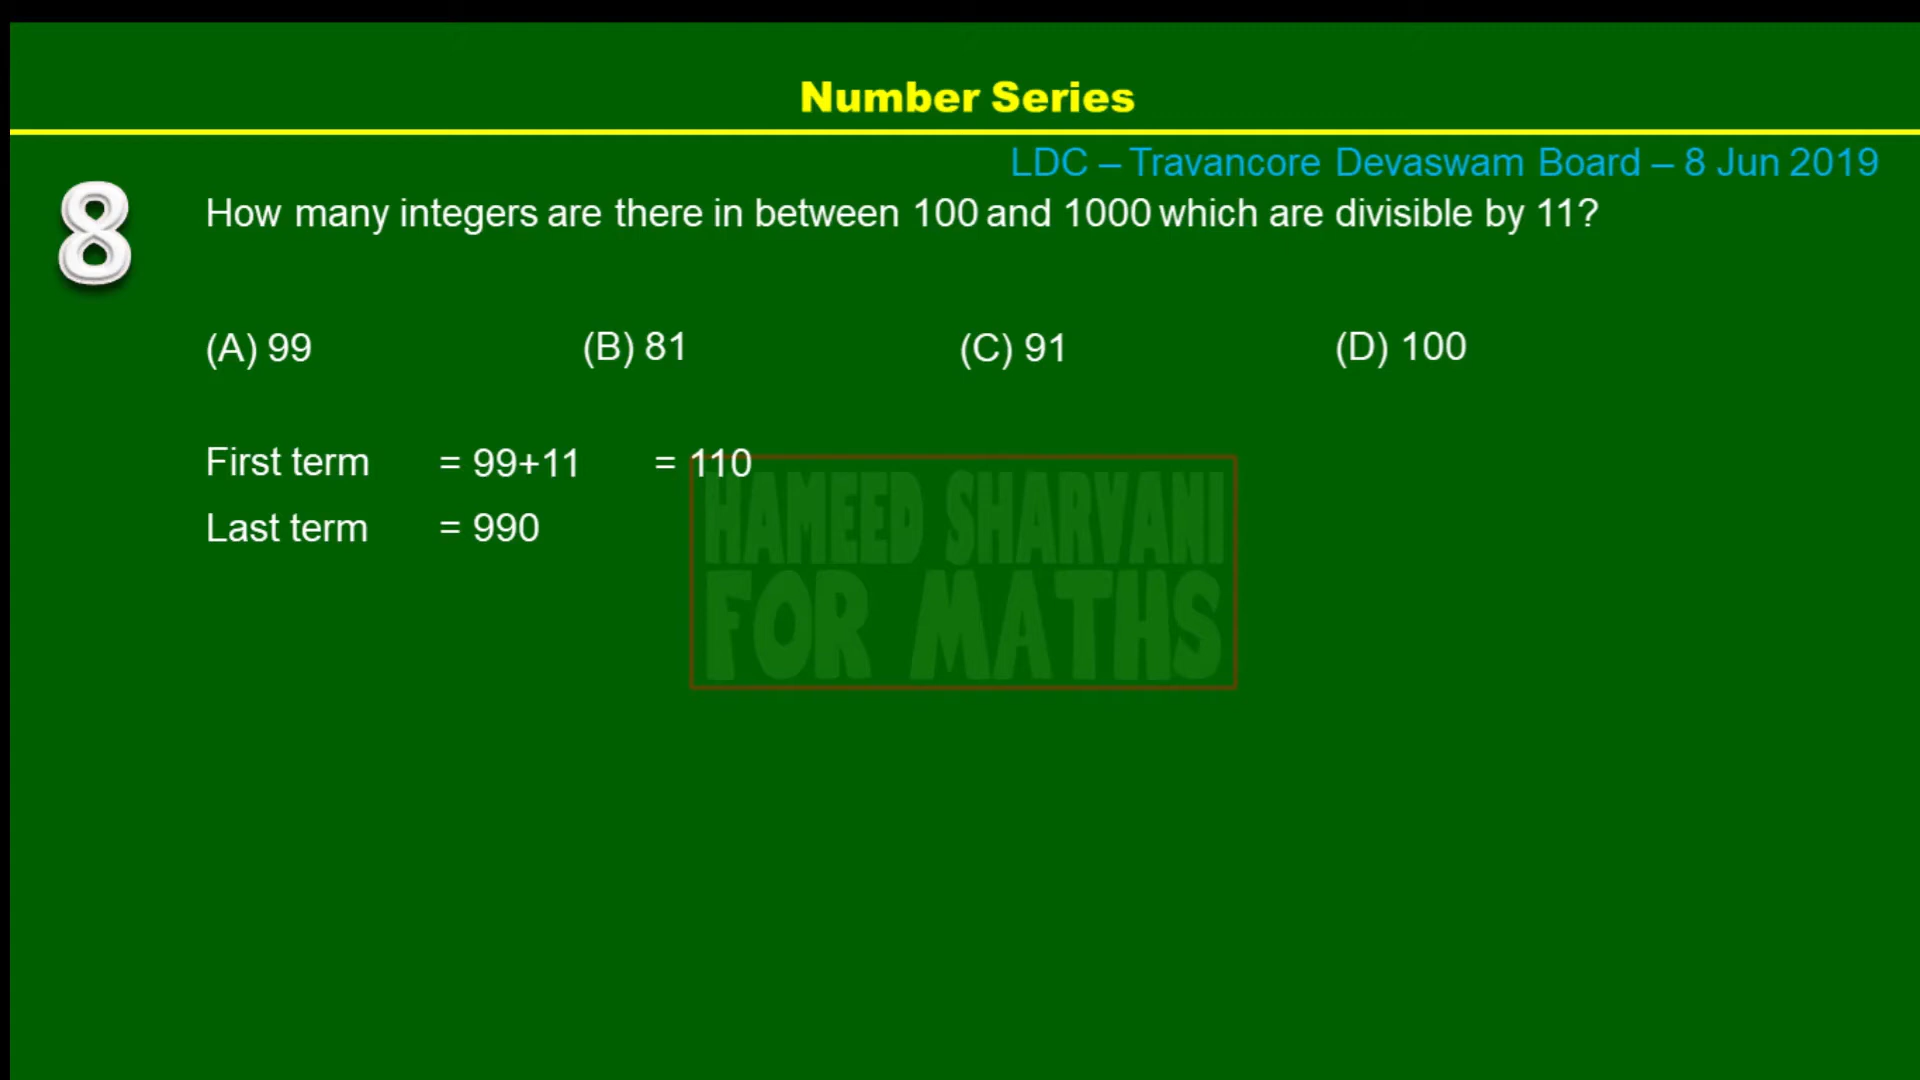 Number Series
LDC – Travancore Devaswam Board – 8 Jun 2019
8 How many integers are there in between 100 and 1000 which are divisible by 11?
(A) 99 (B) 81 (C) 91 (D) 100
First term = 99+11 = 110
Last term = 990
HAMEED SHARVANI
FOR MATHS